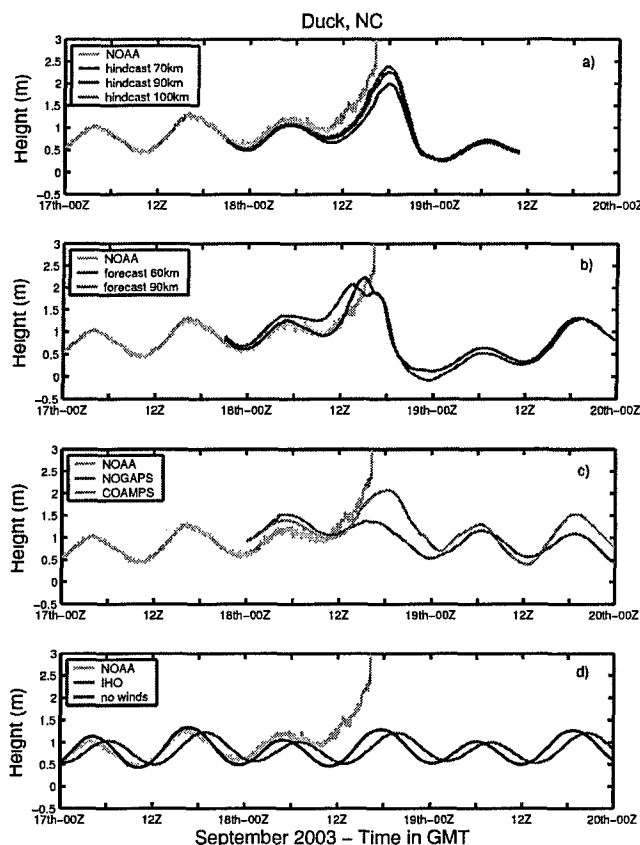 Duck, NC
a)
NOAA
hindcast 70km
hindcast 90km
hindcast 100km
Height (m)
3
2.5
2
1.5
1
0.5
0
−0.5
17th−00Z 12Z 18th−00Z 12Z 19th−00Z 12Z 20th−00Z
b)
NOAA
forecast 60km
forecast 90km
Height (m)
3
2.5
2
1.5
1
0.5
0
−0.5
17th−00Z 12Z 18th−00Z 12Z 19th−00Z 12Z 20th−00Z
c)
NOAA
NOGAPS
COAMPS
Height (m)
3
2.5
2
1.5
1
0.5
0
−0.5
17th−00Z 12Z 18th−00Z 12Z 19th−00Z 12Z 20th−00Z
d)
NOAA
IHO
no winds
Height (m)
3
2.5
2
1.5
1
0.5
0
−0.5
17th−00Z 12Z 18th−00Z 12Z 19th−00Z 12Z 20th−00Z
September 2003 − Time in GMT